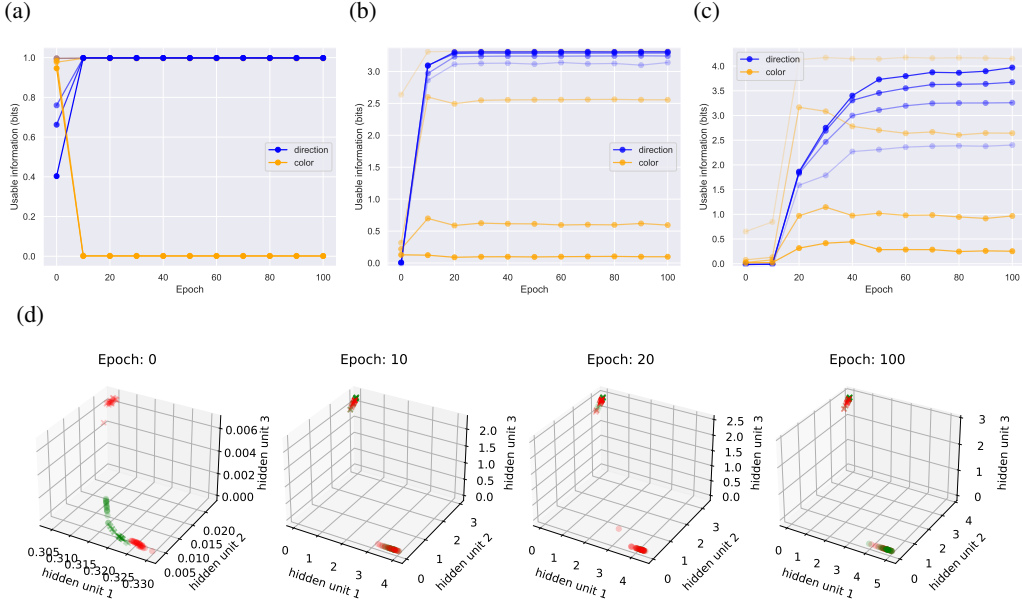 (a)
(b)
(c)
Usable information (bits)
1.0
0.8
0.6
0.4
0.2
0.0
direction
color
0 20 40 60 80 100
Epoch
Usable information (bits)
3.0
2.5
2.0
1.5
1.0
0.5
0.0
direction
color
0 20 40 60 80 100
Epoch
Usable information (bits)
4.0
3.5
3.0
2.5
2.0
1.5
1.0
0.5
0.0
direction
color
0 20 40 60 80 100
Epoch
(d)
Epoch: 0
0.006
0.004
0.002
0.000
hidden unit 3
0.020
0.015
0.010
0.005
hidden unit 2
0.305
0.310
0.315
0.320
0.325
0.330
hidden unit 1
Epoch: 10
2.0
1.5
1.0
0.5
0.0
hidden unit 3
3
2
1
0
hidden unit 2
0 1 2 3 4
hidden unit 1
Epoch: 20
2.5
2.0
1.5
1.0
0.5
0.0
hidden unit 3
3
2
1
0
hidden unit 2
0 1 2 3 4
hidden unit 1
Epoch: 100
3
2
1
0
hidden unit 3
4
3
2
1
0
hidden unit 2
0 1 2 3 4 5
hidden unit 1